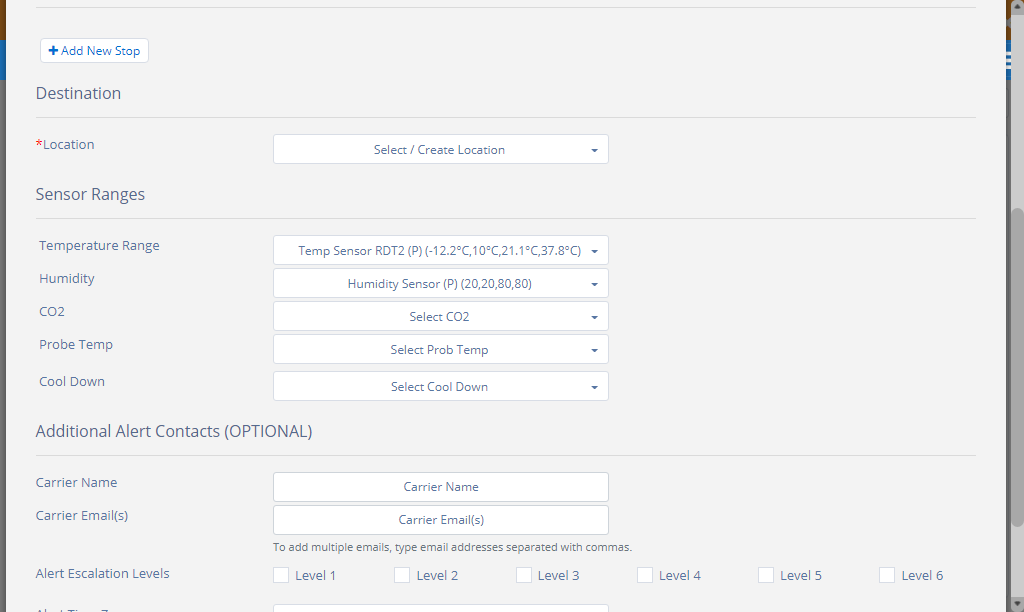 Add New Stop
Destination
*Location
Select / Create Location
Sensor Ranges
Temperature Range
Temp Sensor RDT2 (P) (-12.2°C,10°C,21.1°C,37.8°C)
Humidity
Humidity Sensor (P) (20,20,80,80)
CO2
Select CO2
Probe Temp
Select Prob Temp
Cool Down
Select Cool Down
Additional Alert Contacts (OPTIONAL)
Carrier Name
Carrier Name
Carrier Email(s)
Carrier Email(s)
To add multiple emails, type email addresses separated with commas.
Alert Escalation Levels
Level 1
Level 2
Level 3
Level 4
Level 5
Level 6